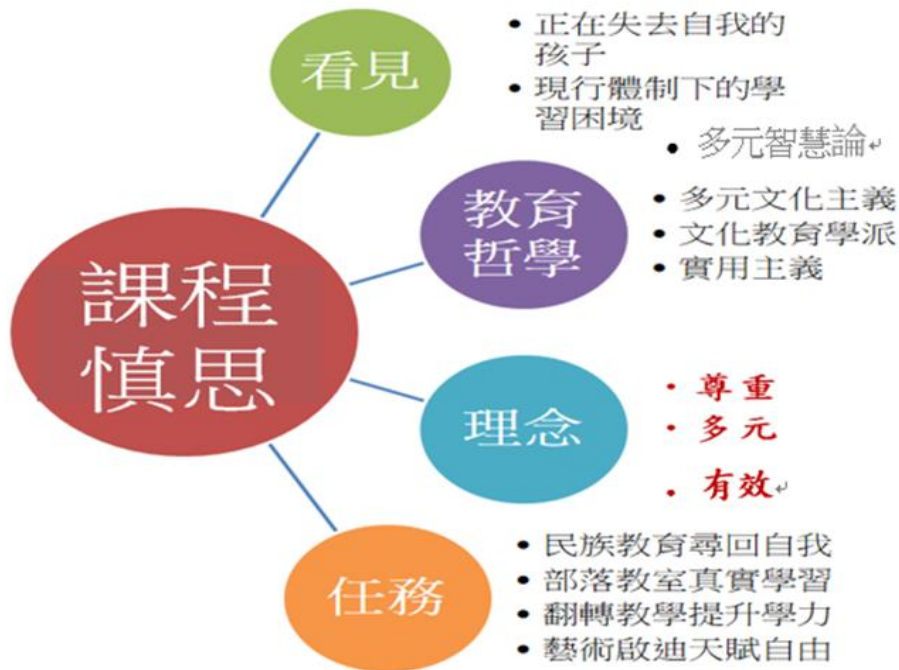 看見
• 正在失去自我的
孩子
• 現行體制下的學
習困境
• 多元智慧論↵
教育
哲學
• 多元文化主義
• 文化教育學派
• 實用主義
課程
慎思
理念
• 尊重
• 多元
• 有效↵
任務
• 民族教育尋回自我
• 部落教室真實學習
• 翻轉教學提升學力
• 藝術啟迪天賦自由